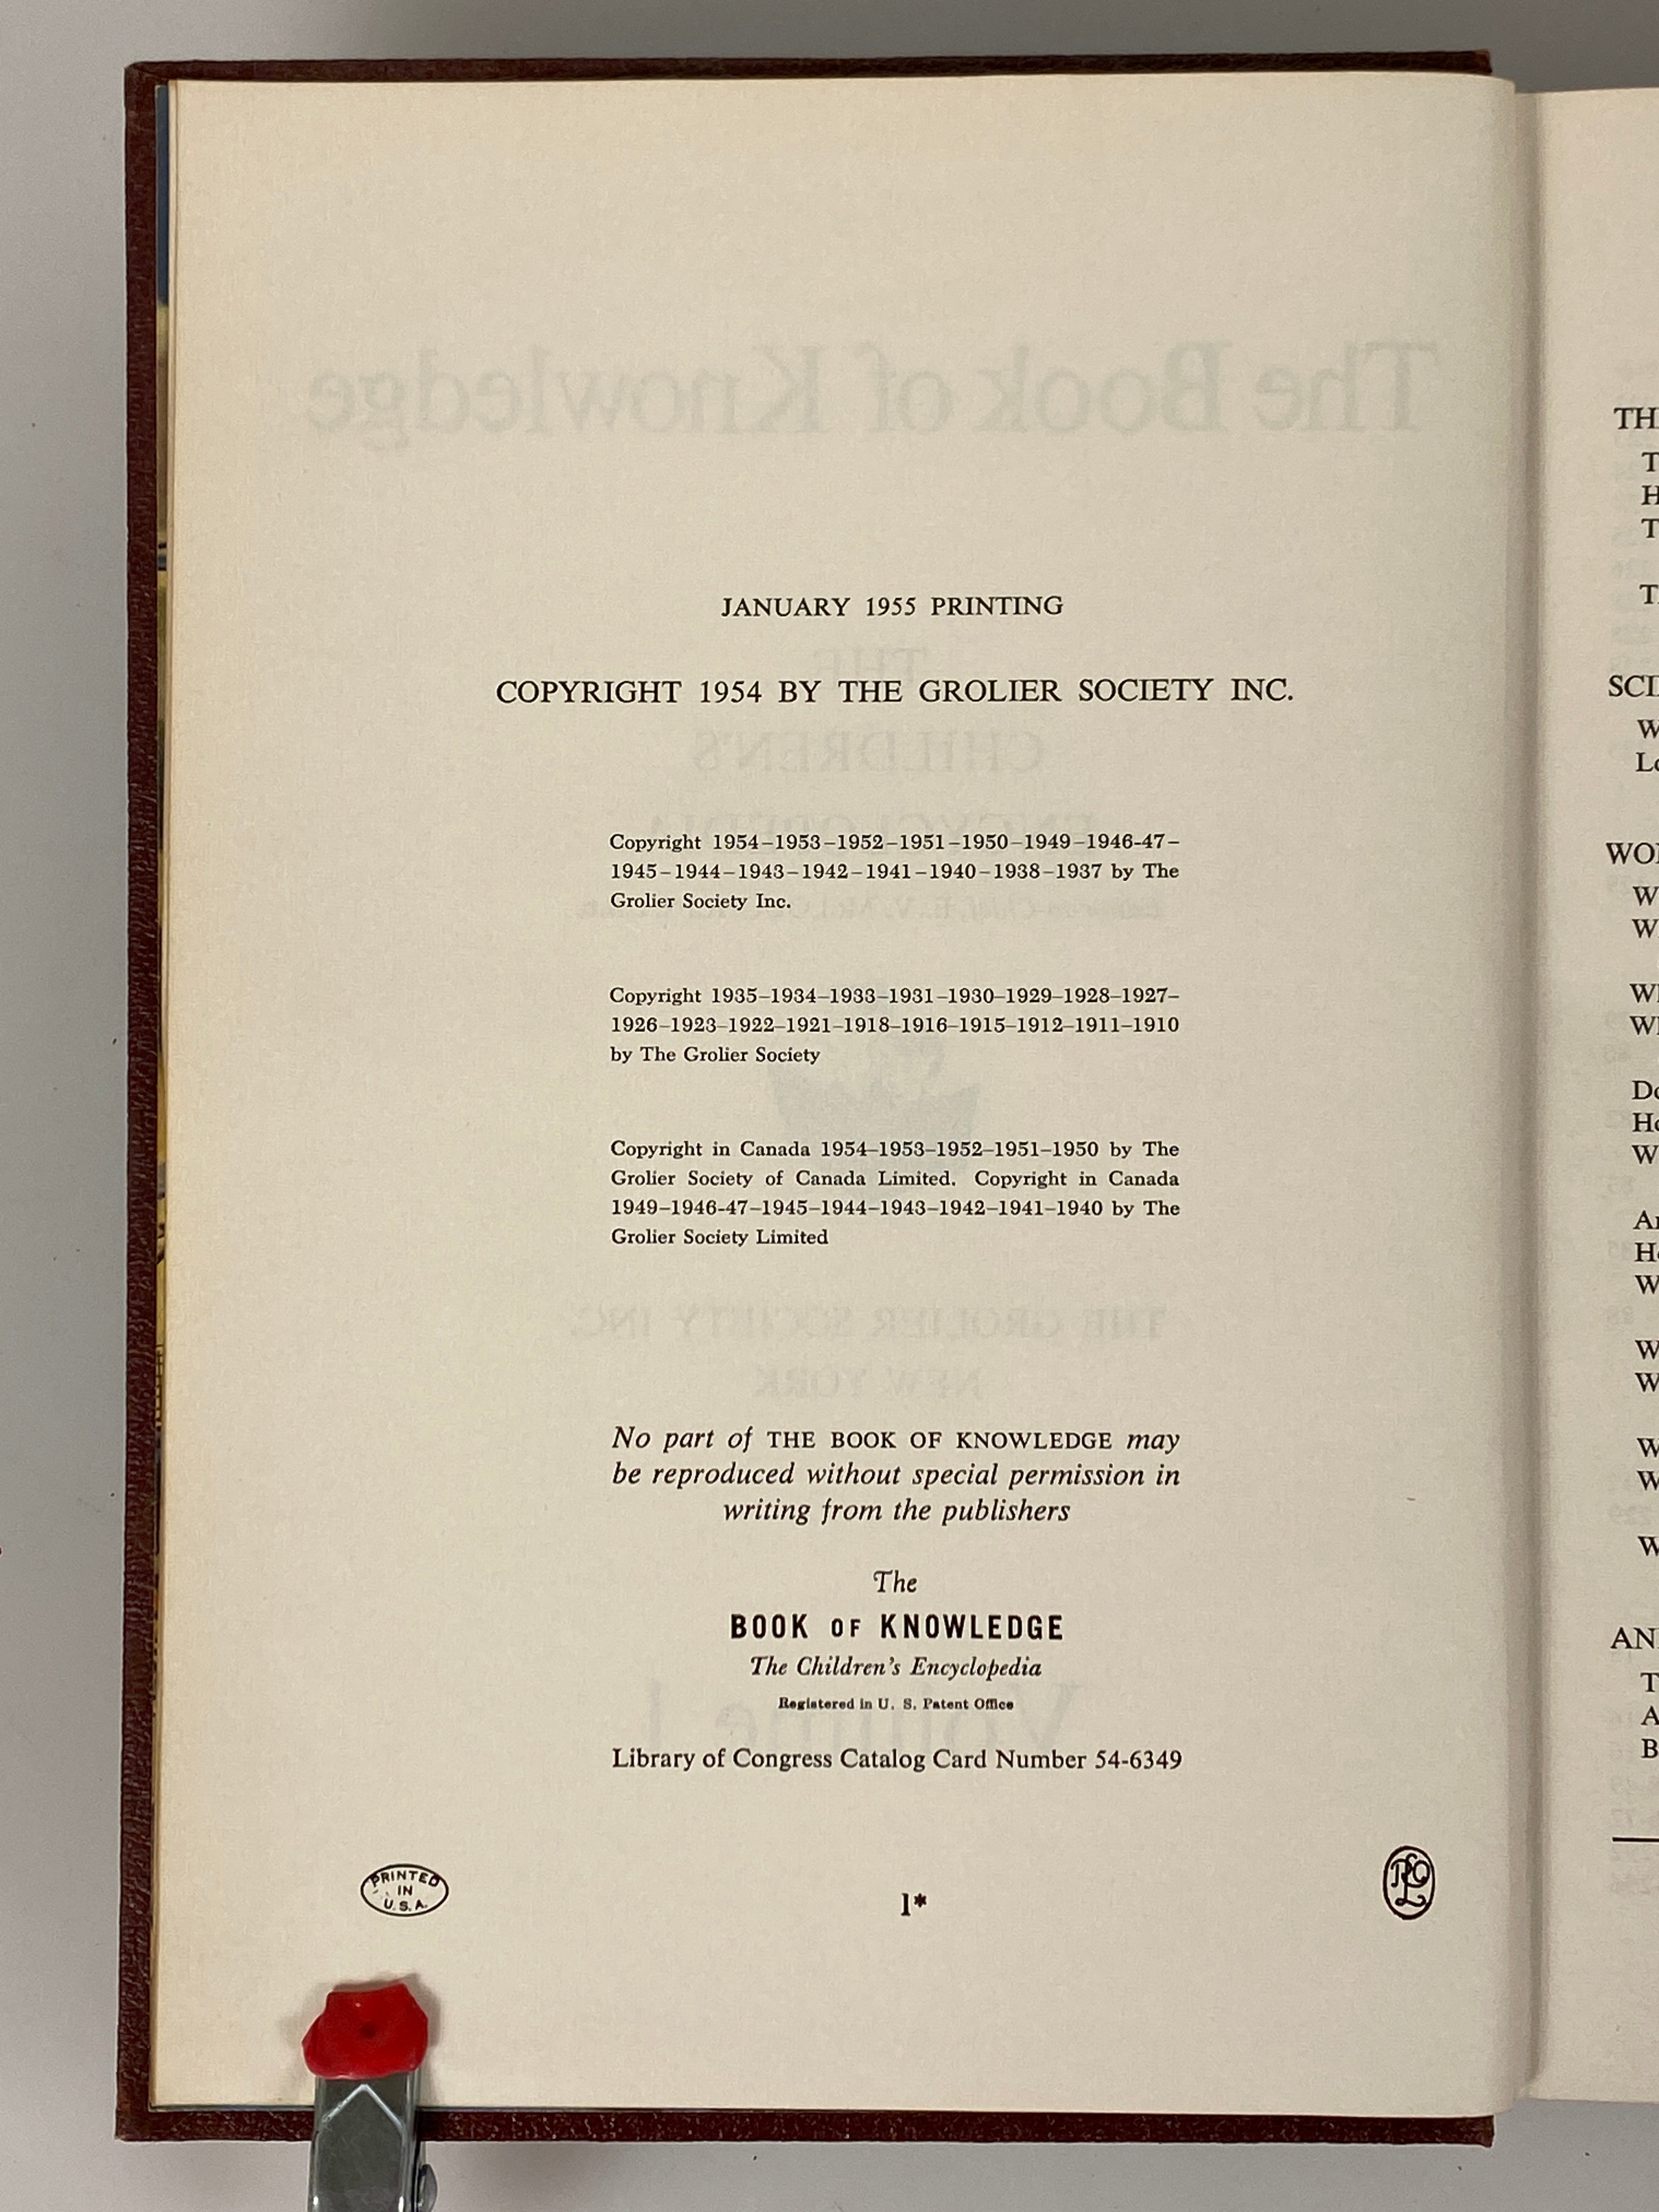 JANUARY 1955 PRINTING
COPYRIGHT 1954 BY THE GROLIER SOCIETY INC.
Copyright 1954–1953–1952–1951–1950–1949–1946-47–
1945–1944–1943–1942–1941–1940–1938–1937 by The
Grolier Society Inc.
Copyright 1935–1934–1933–1931–1930–1929–1928–1927–
1926–1923–1922–1921–1918–1916–1915–1912–1911–1910
by The Grolier Society
Copyright in Canada 1954–1953–1952–1951–1950 by The
Grolier Society of Canada Limited. Copyright in Canada
1949–1946-47–1945–1944–1943–1942–1941–1940 by The
Grolier Society Limited
No part of THE BOOK OF KNOWLEDGE may
be reproduced without special permission in
writing from the publishers
The
BOOK OF KNOWLEDGE
The Children's Encyclopedia
Registered in U. S. Patent Office
Library of Congress Catalog Card Number 54-6349
PRINTED
IN
U.S.A.
1*